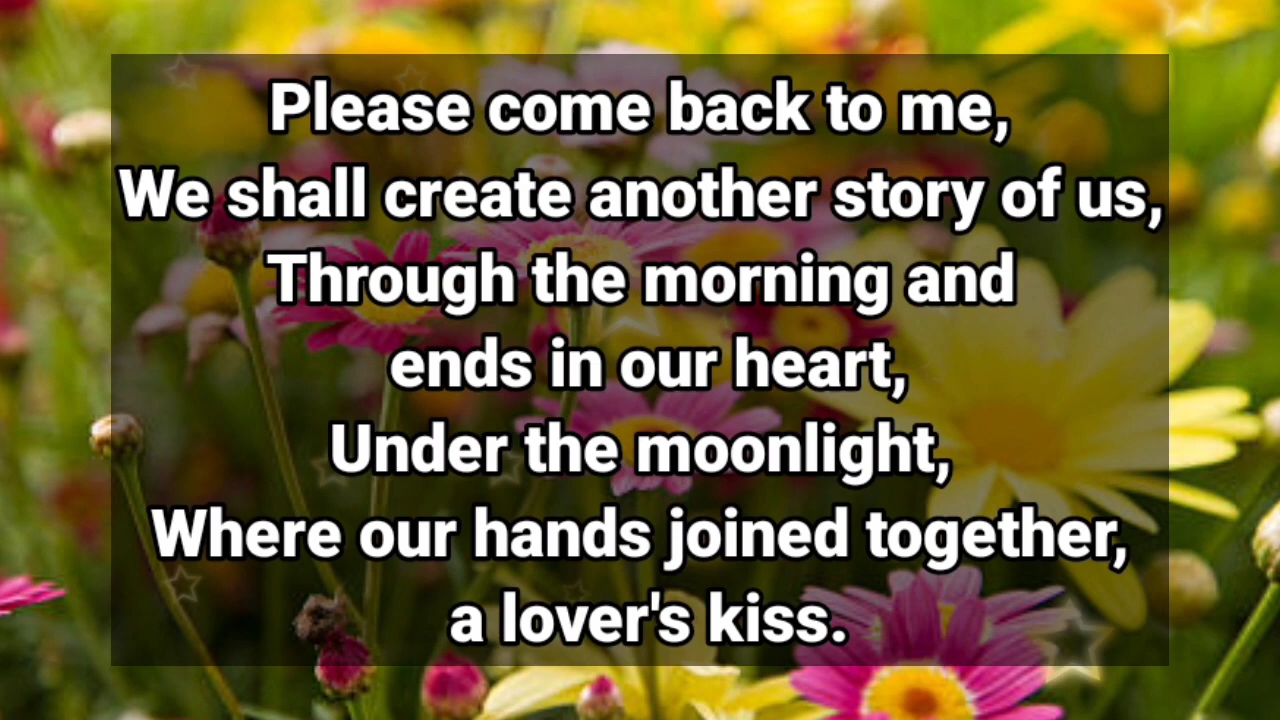 Please come back to me,
We shall create another story of us,
Through the morning and
ends in our heart,
Under the moonlight,
Where our hands joined together,
a lover's kiss.